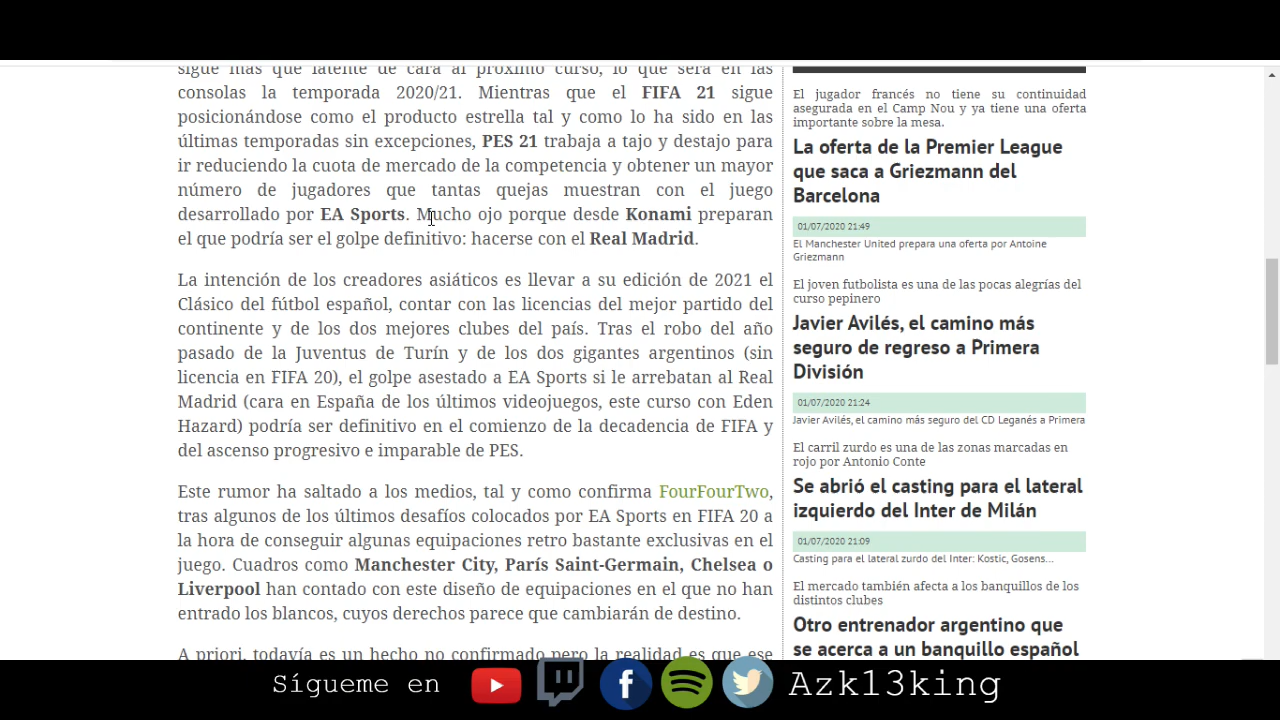 sigue más que latente de cara al próximo curso, lo que será en las
consolas la temporada 2020/21. Mientras que el FIFA 21 sigue
posicionándose como el producto estrella tal y como lo ha sido en las
últimas temporadas sin excepciones, PES 21 trabaja a tajo y destajo para
ir reduciendo la cuota de mercado de la competencia y obtener un mayor
número de jugadores que tantas quejas muestran con el juego
desarrollado por EA Sports. Mucho ojo porque desde Konami preparan
el que podría ser el golpe definitivo: hacerse con el Real Madrid.
La intención de los creadores asiáticos es llevar a su edición de 2021 el
Clásico del fútbol español, contar con las licencias del mejor partido del
continente y de los dos mejores clubes del país. Tras el robo del año
pasado de la Juventus de Turín y de los dos gigantes argentinos (sin
licencia en FIFA 20), el golpe asestado a EA Sports si le arrebatan al Real
Madrid (cara en España de los últimos videojuegos, este curso con Eden
Hazard) podría ser definitivo en el comienzo de la decadencia de FIFA y
del ascenso progresivo e imparable de PES.
Este rumor ha saltado a los medios, tal y como confirma FourFourTwo,
tras algunos de los últimos desafíos colocados por EA Sports en FIFA 20 a
la hora de conseguir algunas equipaciones retro bastante exclusivas en el
juego. Cuadros como Manchester City, París Saint-Germain, Chelsea o
Liverpool han contado con este diseño de equipaciones en el que no han
entrado los blancos, cuyos derechos parece que cambiarán de destino.
A priori, todavía es un hecho no confirmado pero la realidad es que ese
El jugador francés no tiene su continuidad
asegurada en el Camp Nou y ya tiene una oferta
importante sobre la mesa.
La oferta de la Premier League
que saca a Griezmann del
Barcelona
01/07/2020 21:49
El Manchester United prepara una oferta por Antoine
Griezmann
El joven futbolista es una de las pocas alegrías del
curso pepinero
Javier Avilés, el camino más
seguro de regreso a Primera
División
01/07/2020 21:24
Javier Avilés, el camino más seguro del CD Leganés a Primera
El carril zurdo es una de las zonas marcadas en
rojo por Antonio Conte
Se abrió el casting para el lateral
izquierdo del Inter de Milán
01/07/2020 21:09
Casting para el lateral zurdo del Inter: Kostic, Gosens...
El mercado también afecta a los banquillos de los
distintos clubes
Otro entrenador argentino que
se acerca a un banquillo español
Sígueme en
Azk13king